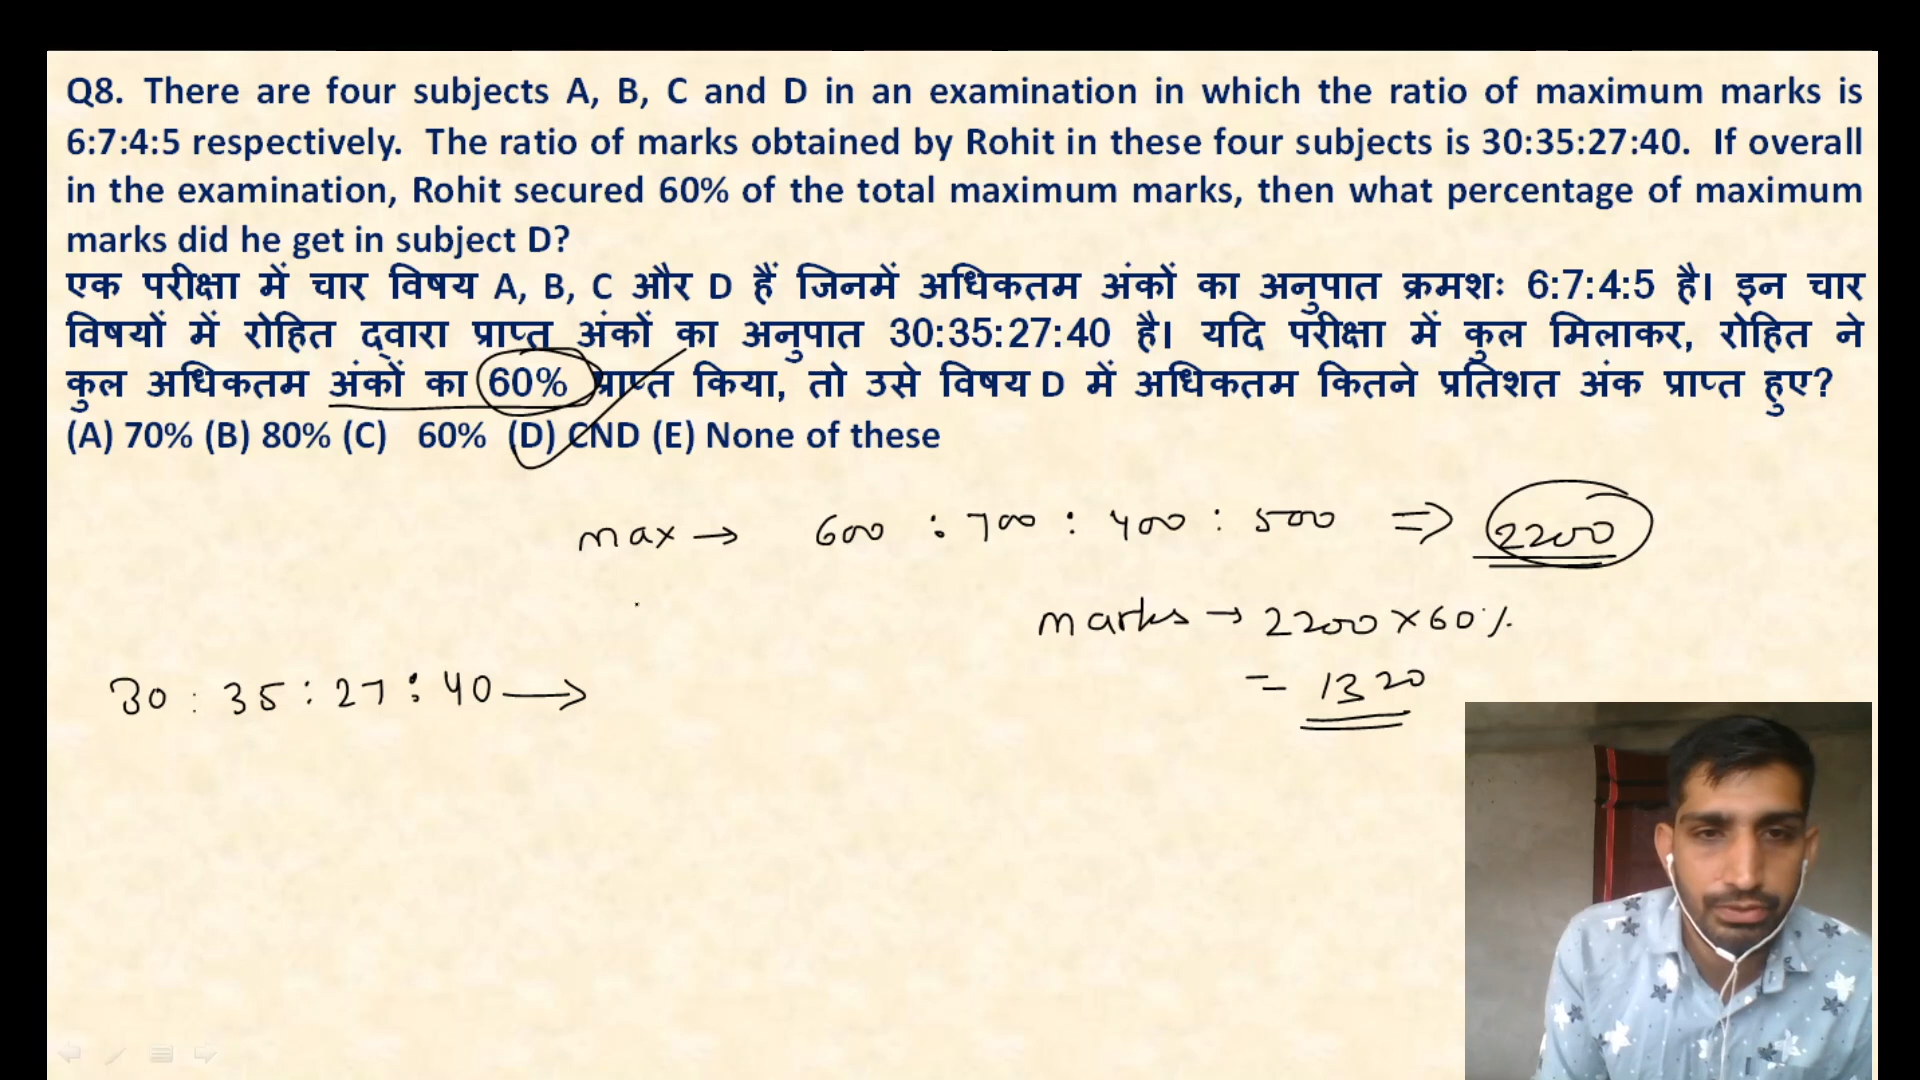 Q8. There are four subjects A, B, C and D in an examination in which the ratio of maximum marks is
6:7:4:5 respectively. The ratio of marks obtained by Rohit in these four subjects is 30:35:27:40. If overall
in the examination, Rohit secured 60% of the total maximum marks, then what percentage of maximum
marks did he get in subject D?
एक परीक्षा में चार विषय A, B, C और D हैं जिनमें अधिकतम अंकों का अनुपात क्रमशः 6:7:4:5 है। इन चार
विषयों में रोहित द्वारा प्राप्त अंकों का अनुपात 30:35:27:40 है। यदि परीक्षा में कुल मिलाकर, रोहित ने
कुल अधिकतम अंकों का 60% प्राप्त किया, तो उसे विषय D में अधिकतम कितने प्रतिशत अंक प्राप्त हुए?
(A) 70% (B) 80% (C) 60% (D) CND (E) None of these
max → 600 : 700 : 400 : 500 ⇒ 2200
marks → 2200 × 60%
30 : 35 : 27 : 40 →
= 1320